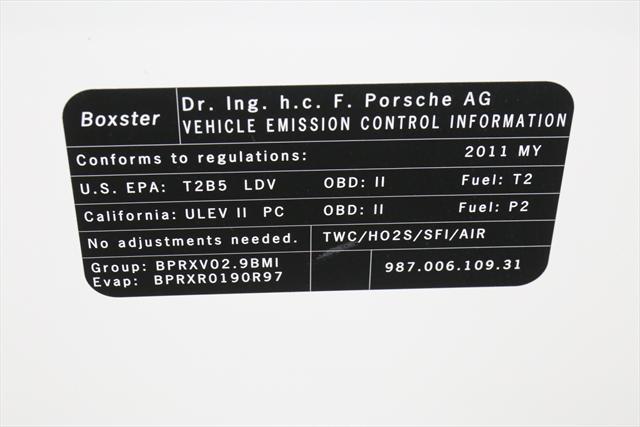 Boxster
Dr. Ing. h.c. F. Porsche AG
VEHICLE EMISSION CONTROL INFORMATION
Conforms to regulations: 2011 MY
U.S. EPA: T2B5 LDV OBD: II Fuel: T2
California: ULEV II PC OBD: II Fuel: P2
No adjustments needed. TWC/HO2S/SFI/AIR
Group: BPRXV02.9BMI
Evap: BPRXR0190R97
987.006.109.31